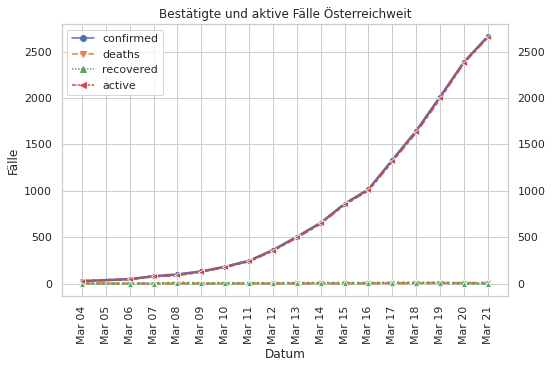 Bestätigte und aktive Fälle Österreichweit
confirmed
deaths
recovered
active
2500
2000
1500
1000
500
0
Fälle
2500
2000
1500
1000
500
0
Mar 04
Mar 05
Mar 06
Mar 07
Mar 08
Mar 09
Mar 10
Mar 11
Mar 12
Mar 13
Mar 14
Mar 15
Mar 16
Mar 17
Mar 18
Mar 19
Mar 20
Mar 21
Datum